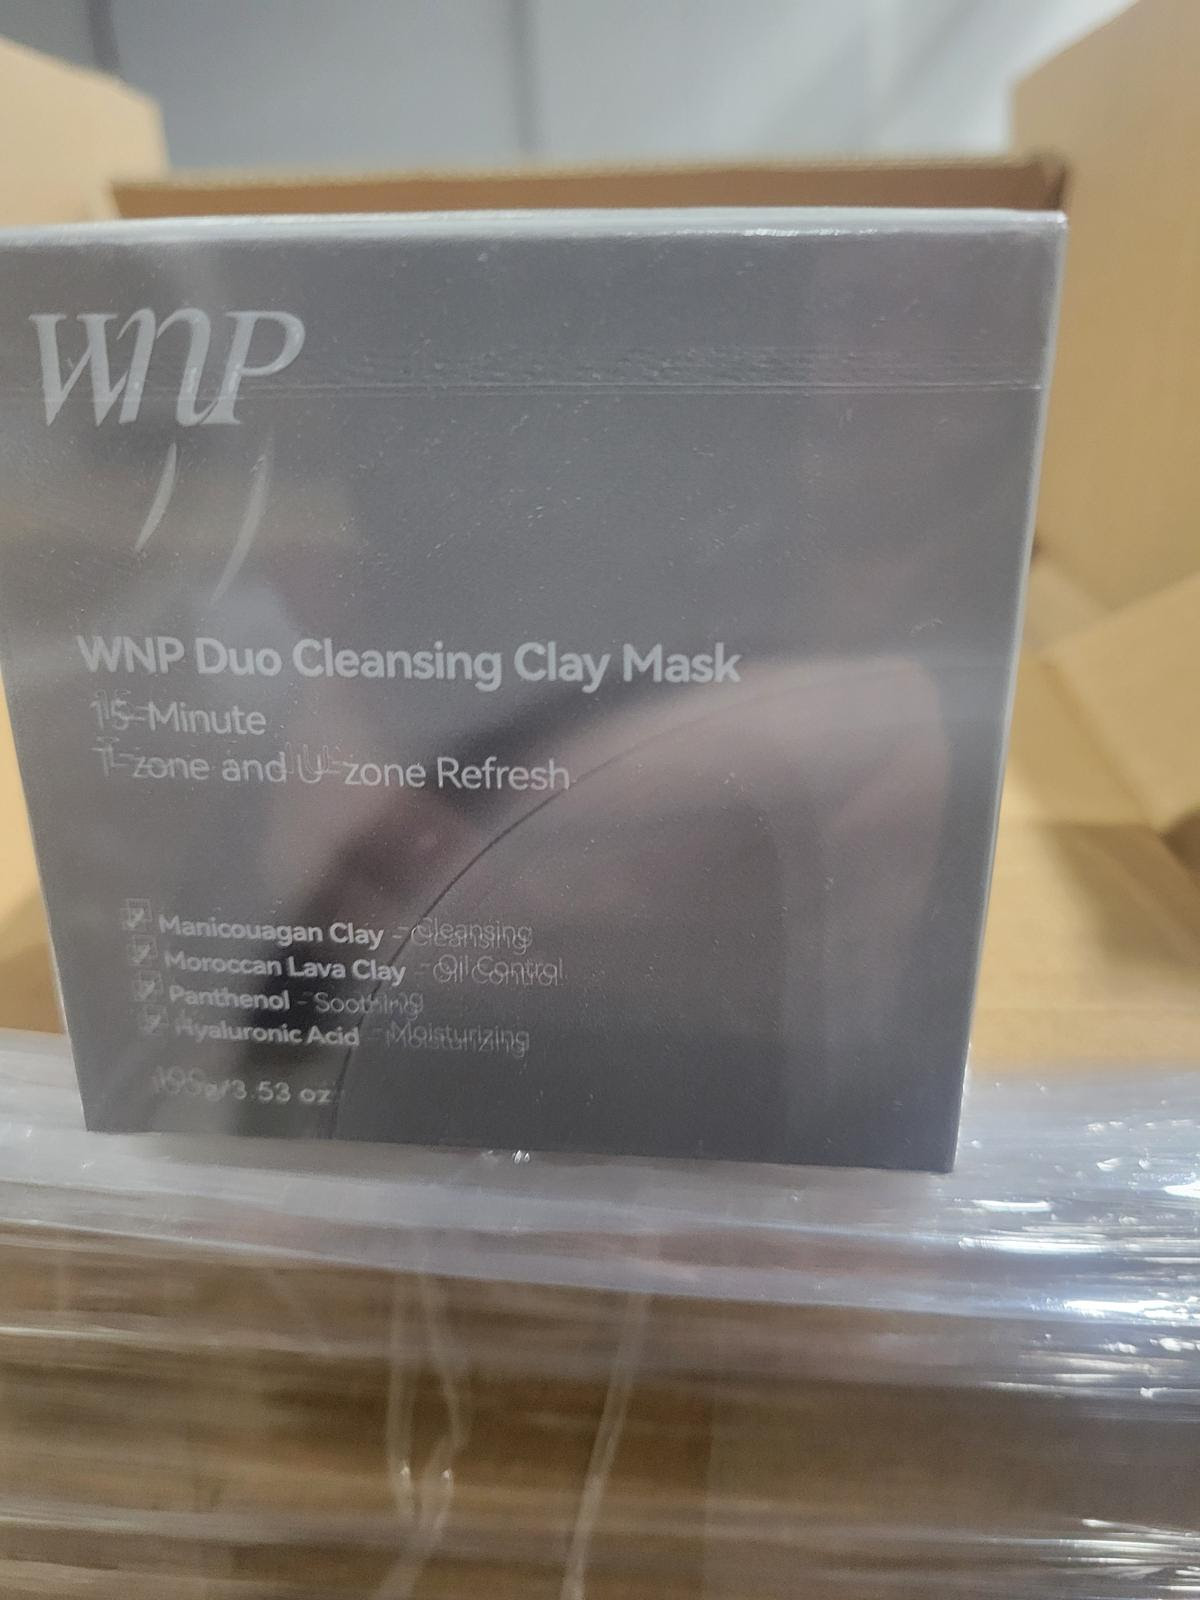 WNP
WNP Duo Cleansing Clay Mask
15-Minute
T-zone and U-zone Refresh
Manicouagan Clay - Cleansing
Moroccan Lava Clay - Oil Control
Panthenol - Soothing
Hyaluronic Acid - Moisturizing
100g/3.53 oz